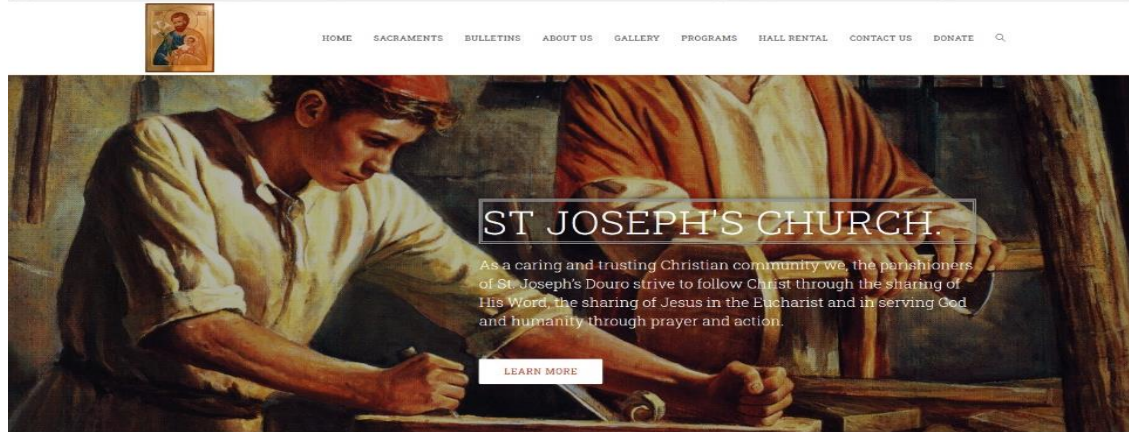 HOME SACRAMENTS BULLETINS ABOUT US GALLERY PROGRAMS HALL RENTAL CONTACT US DONATE
ST JOSEPH'S CHURCH.
As a caring and trusting Christian community we, the parishioners
of St. Joseph's Douro strive to follow Christ through the sharing of
His Word, the sharing of Jesus in the Eucharist and in serving God
and humanity through prayer and action.
LEARN MORE